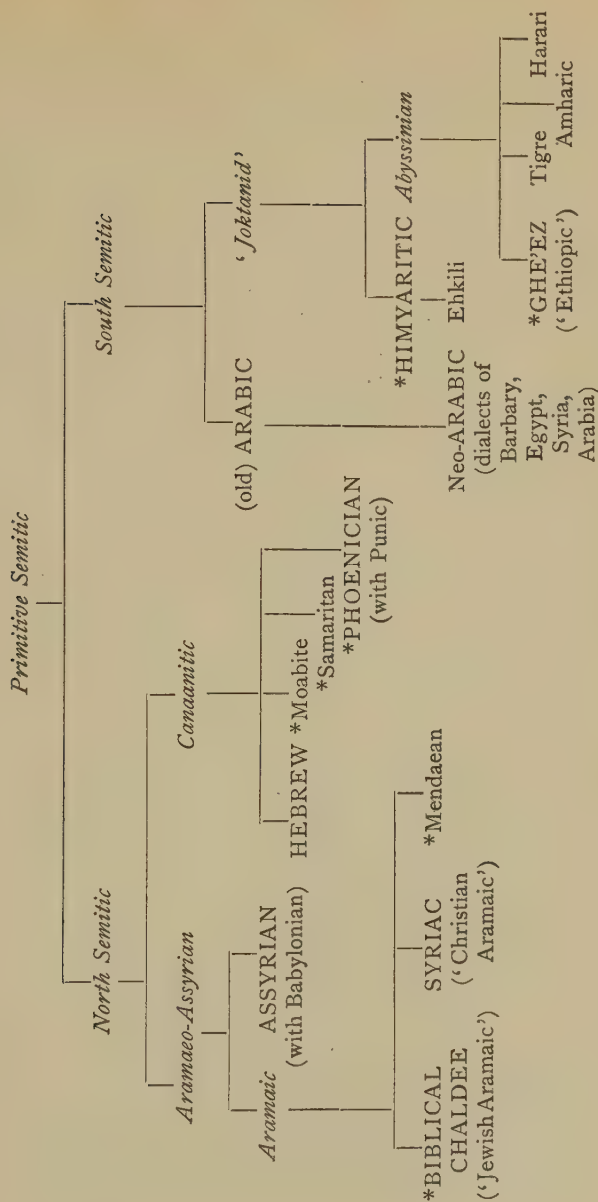 Primitive Semitic
North Semitic
South Semitic
Aramaeo-Assyrian
Canaanitic
(old) ARABIC
'Joktanid'
Aramaic
ASSYRIAN
(with Babylonian)
HEBREW *Moabite
*Samaritan
*PHOENICIAN
(with Punic)
*HIMYARITIC
Abyssinian
Ehkili
*BIBLICAL
CHALDEE
('Jewish Aramaic')
SYRIAC
('Christian
Aramaic')
*Mendaean
Neo-ARABIC
(dialects of
Barbary,
Egypt,
Syria,
Arabia)
*GHE'EZ
('Ethiopic')
Tigre
Amharic
Harari